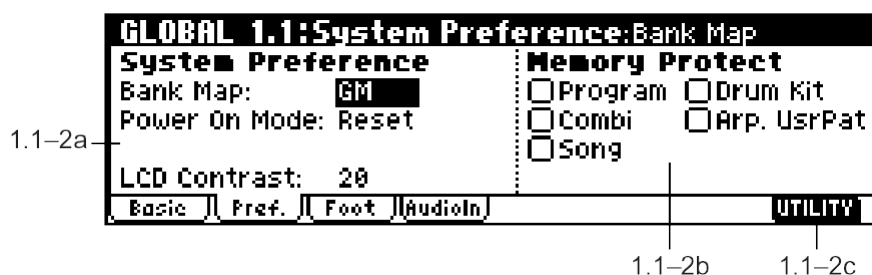 GLOBAL 1.1:System Preference:Bank Map
System Preference
Bank Map: GM
Power On Mode: Reset
LCD Contrast: 20
Memory Protect
Program Drum Kit
Combi Arp. UsrPat
Song
Basic Pref. Foot AudioIn UTILITY
1.1–2a
1.1–2b 1.1–2c